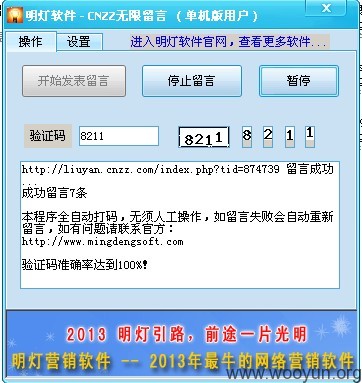 明灯软件 - CNZZ无限留言 （单机版用户）
操作 设置 进入明灯软件官网，查看更多软件...
开始发表留言 停止留言 暂停
验证码 8211 8211 8 2 1 1
http://liuyan.cnzz.com/index.php?tid=874739 留言成功
...
成功留言7条
本程序全自动打码，无须人工操作，如留言失败会自动重新
留言，如有问题请联系官方：
http://www.mingdengsoft.com
验证码准确率达到100%!
2013 明灯引路，前途一片光明
明灯营销软件 -- 2013年最牛的网络营销软件
www.wooyun.org